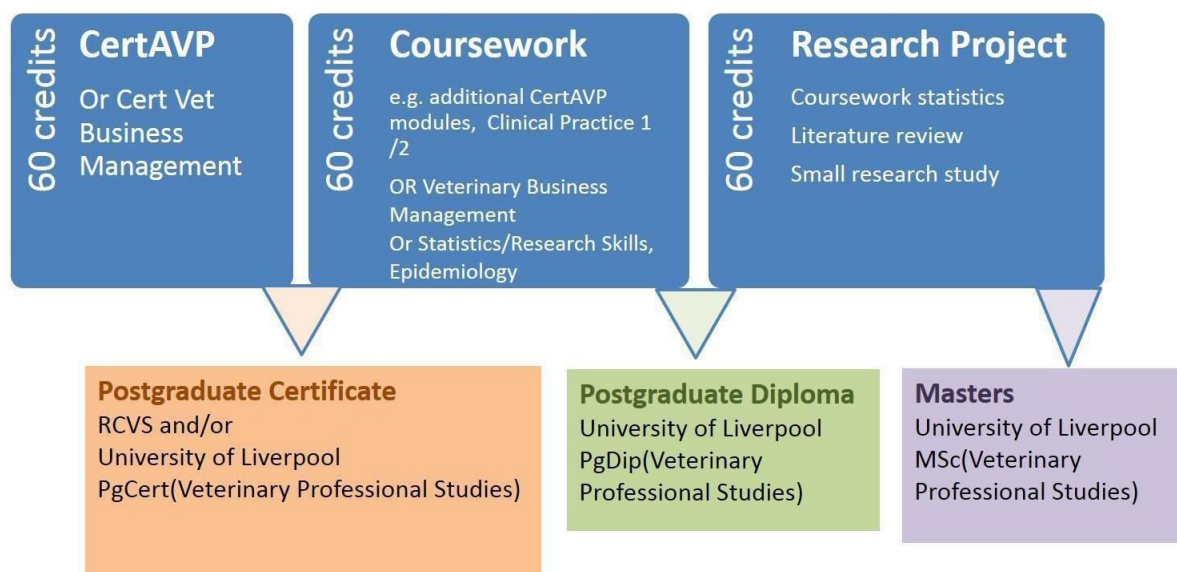 60 credits
CertAVP
Or Cert Vet
Business
Management
60 credits
Coursework
e.g. additional CertAVP
modules,  Clinical Practice 1
/2
OR Veterinary Business
Management
Or Statistics/Research Skills,
Epidemiology
60 credits
Research Project
Coursework statistics
Literature review
Small research study
Postgraduate Certificate
RCVS and/or
University of Liverpool
PgCert(Veterinary Professional Studies)
Postgraduate Diploma
University of Liverpool
PgDip(Veterinary
Professional Studies)
Masters
University of Liverpool
MSc(Veterinary
Professional Studies)